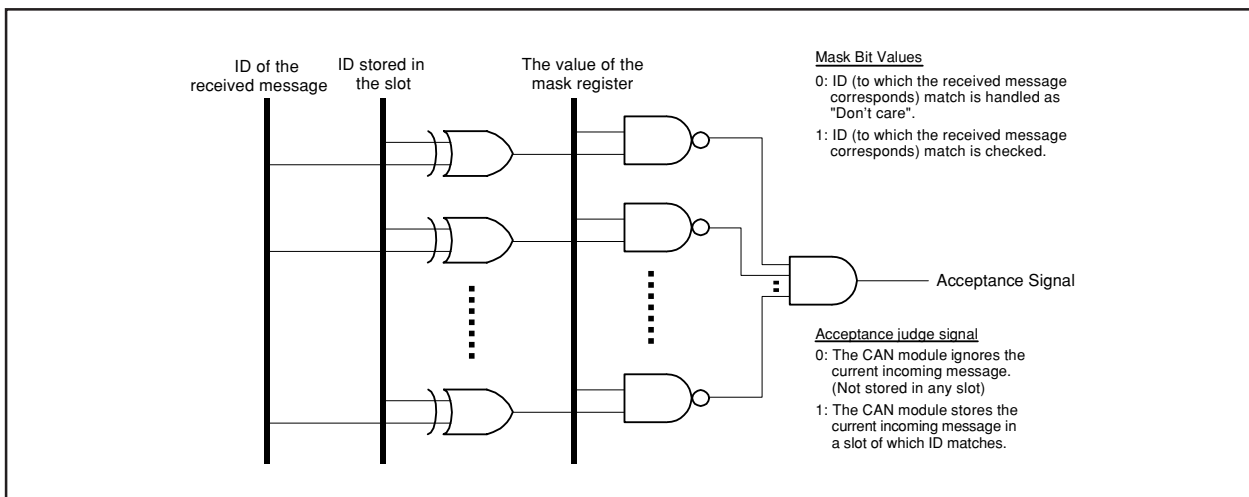 ID of the
received message
ID stored in
the slot
The value of the
mask register
Mask Bit Values
0: ID (to which the received message
corresponds) match is handled as
"Don't care".
1: ID (to which the received message
corresponds) match is checked.
Acceptance Signal
Acceptance judge signal
0: The CAN module ignores the
current incoming message.
(Not stored in any slot)
1: The CAN module stores the
current incoming message in
a slot of which ID matches.